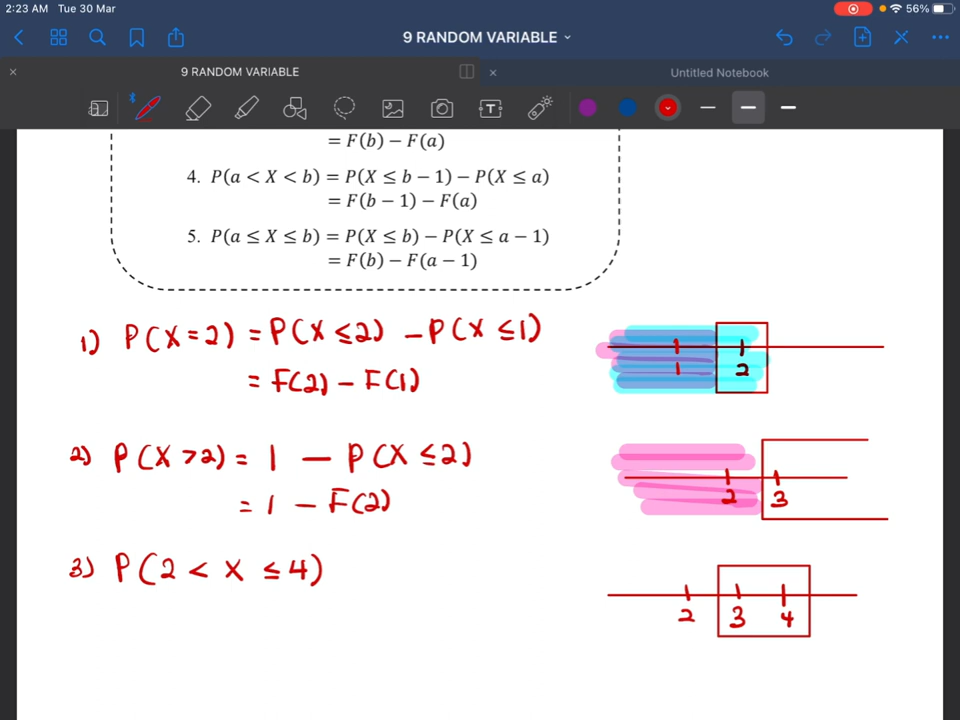 2:23 AM Tue 30 Mar 56%
9 RANDOM VARIABLE
9 RANDOM VARIABLE Untitled Notebook
= F(b) − F(a)
4. P(a < X < b) = P(X ≤ b − 1) − P(X ≤ a)
= F(b − 1) − F(a)
5. P(a ≤ X ≤ b) = P(X ≤ b) − P(X ≤ a − 1)
= F(b) − F(a − 1)
1) P(X=2) = P(X ≤2) − P(X ≤1)
= F(2) − F(1)
1 2
2) P(X >2) = 1 − P(X ≤2)
= 1 − F(2)
2 3
3) P(2 < X ≤4)
2 3 4